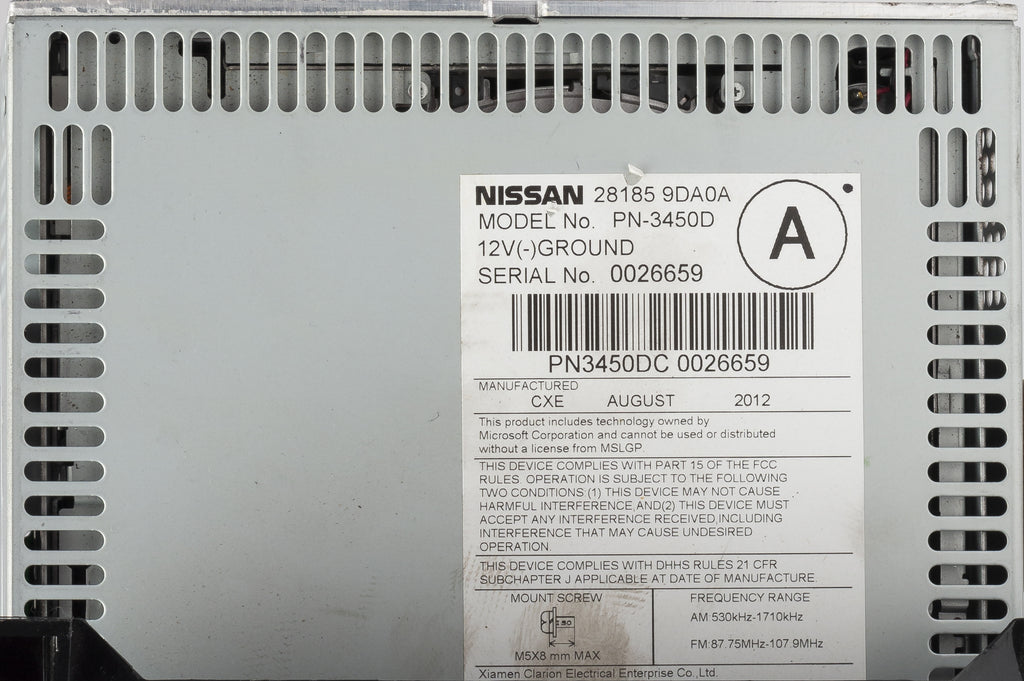 NISSAN 28185 9DA0A
MODEL No. PN-3450D
12V(-)GROUND
SERIAL No. 0026659
A
PN3450DC 0026659
MANUFACTURED
CXE AUGUST 2012
This product includes technology owned by
Microsoft Corporation and cannot be used or distributed
without a license from MSLGP.
THIS DEVICE COMPLIES WITH PART 15 OF THE FCC
RULES. OPERATION IS SUBJECT TO THE FOLLOWING
TWO CONDITIONS:(1) THIS DEVICE MAY NOT CAUSE
HARMFUL INTERFERENCE,AND(2) THIS DEVICE MUST
ACCEPT ANY INTERFERENCE RECEIVED,INCLUDING
INTERFERENCE THAT MAY CAUSE UNDESIRED
OPERATION.
THIS DEVICE COMPLIES WITH DHHS RULES 21 CFR
SUBCHAPTER J APPLICABLE AT DATE OF MANUFACTURE.
MOUNT SCREW
M5X8 mm MAX
FREQUENCY RANGE
AM:530kHz-1710kHz
FM:87.75MHz-107.9MHz
Xiamen Clarion Electrical Enterprise Co.,Ltd.